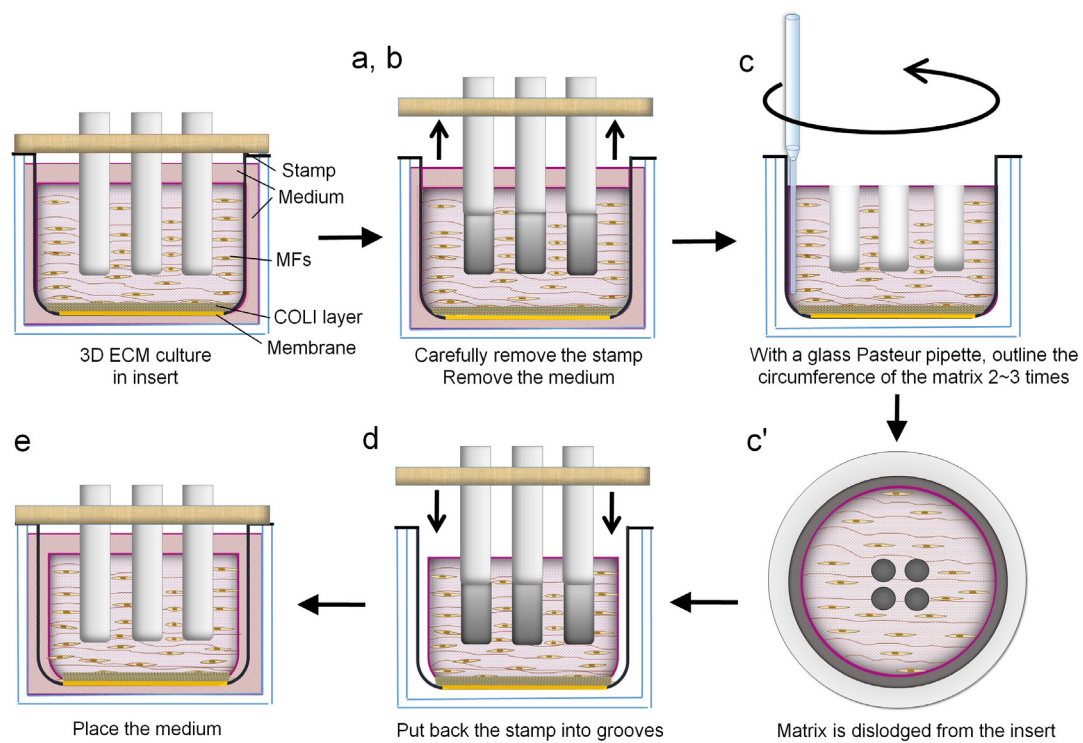 a, b
c
Stamp
Medium
MFs
COLI layer
Membrane
3D ECM culture
in insert
Carefully remove the stamp
Remove the medium
With a glass Pasteur pipette, outline the
circumference of the matrix 2~3 times
e
d
c'
Place the medium
Put back the stamp into grooves
Matrix is dislodged from the insert